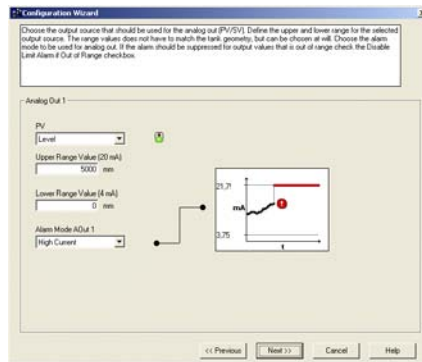 Configuration Wizard
Choose the output source that should be used for the analog out (PV/SV). Define the upper and lower range for the selected
output source. The range values does not have to match the tank geometry, but can be chosen at will. Choose the alarm
mode to be used for analog out. If the alarm should be suppressed for output values that is out of range check the Disable
Limit Alarm if Out of Range checkbox.
Analog Out 1
PV
Level
Upper Range Value (20 mA)
5000 mm
Lower Range Value (4 mA)
0 mm
Alarm Mode AOut 1
High Current
21,75
mA
3,75
t
<< Previous
Next >>
Cancel
Help